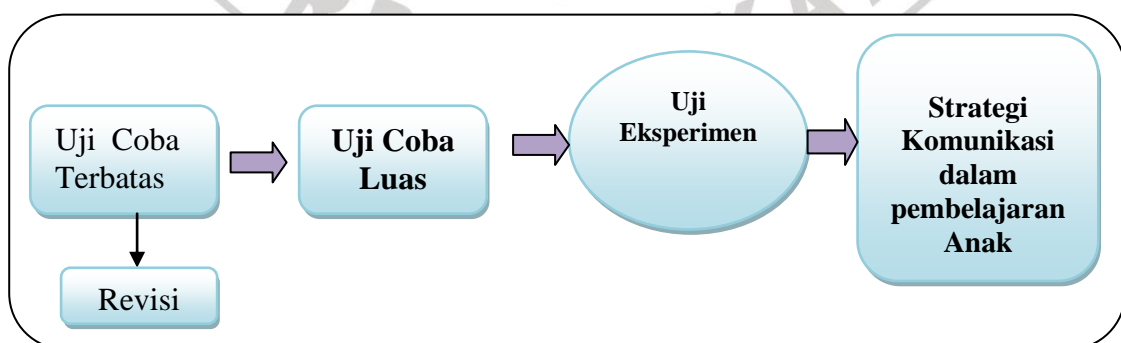 Uji Coba
Terbatas
Revisi
Uji Coba
Luas
Uji
Eksperimen
Strategi
Komunikasi
dalam
pembelajaran
Anak